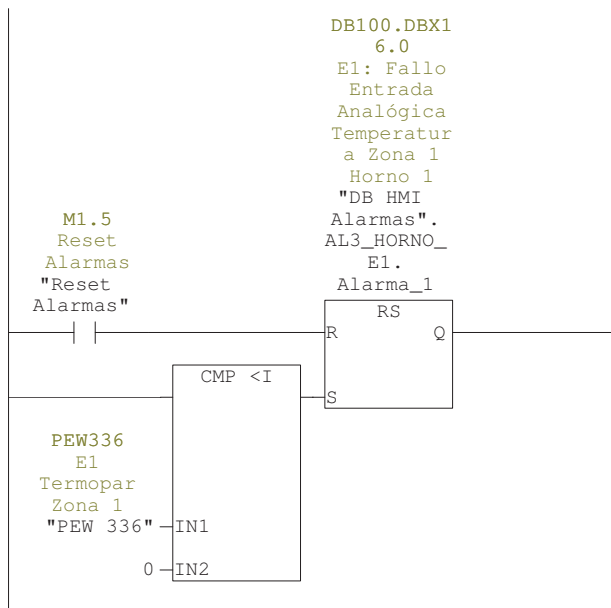 DB100.DBX1
6.0
E1: Fallo
Entrada
Analógica
Temperatur
a Zona 1
Horno 1
"DB HMI
Alarmas".
AL3_HORNO_
E1.
Alarma_1
M1.5
Reset
Alarmas
"Reset
Alarmas"
RS
R Q
CMP <I
S
PEW336
E1
Termopar
Zona 1
"PEW 336" IN1
0 IN2